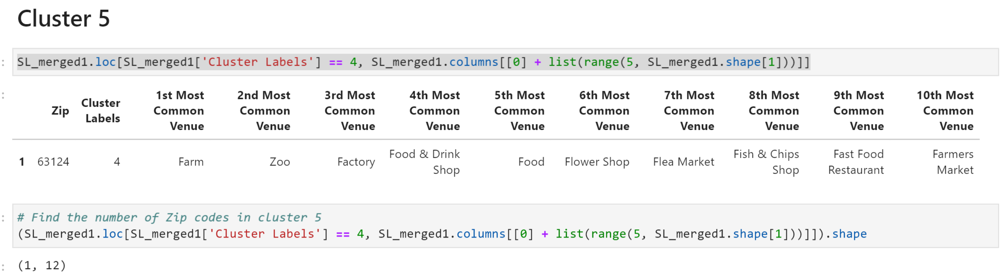 Cluster 5
: SL_merged1.loc[SL_merged1['Cluster Labels'] == 4, SL_merged1.columns[[0] + list(range(5, SL_merged1.shape[1]))]]
:
Zip Cluster Labels 1st Most Common Venue 2nd Most Common Venue 3rd Most Common Venue 4th Most Common Venue 5th Most Common Venue 6th Most Common Venue 7th Most Common Venue 8th Most Common Venue 9th Most Common Venue 10th Most Common Venue
1 63124 4 Farm Zoo Factory Food & Drink Shop Food Flower Shop Flea Market Fish & Chips Shop Fast Food Restaurant Farmers Market
: # Find the number of Zip codes in cluster 5
(SL_merged1.loc[SL_merged1['Cluster Labels'] == 4, SL_merged1.columns[[0] + list(range(5, SL_merged1.shape[1]))]]).shape
: (1, 12)